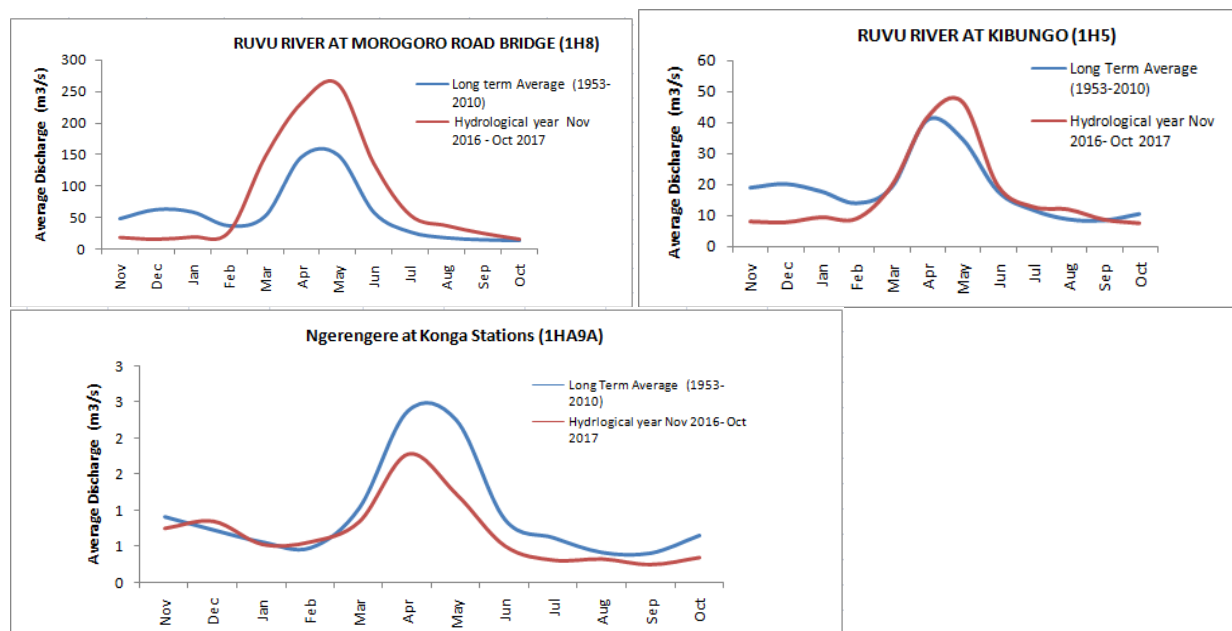 RUVU RIVER AT MOROGORO ROAD BRIDGE (1H8)
Average Discharge (m3/s)
300
250
200
150
100
50
0
Long term Average (1953-
2010)
Hydrological year Nov
2016 - Oct 2017
Nov
Dec
Jan
Feb
Mar
Apr
May
Jun
Jul
Aug
Sep
Oct
RUVU RIVER AT KIBUNGO (1H5)
Average Discharge (m3/s)
60
50
40
30
20
10
0
Long Term Average
(1953-2010)
Hydrological year Nov
2016- Oct 2017
Nov
Dec
Jan
Feb
Mar
Apr
May
Jun
Jul
Aug
Sep
Oct
Ngerengere at Konga Stations (1HA9A)
Average Discharge (m3/s)
3
3
2
2
1
1
0
Long Term Average (1953-
2010)
Hydrlogical year Nov 2016- Oct
2017
Nov
Dec
Jan
Feb
Mar
Apr
May
Jun
Jul
Aug
Sep
Oct